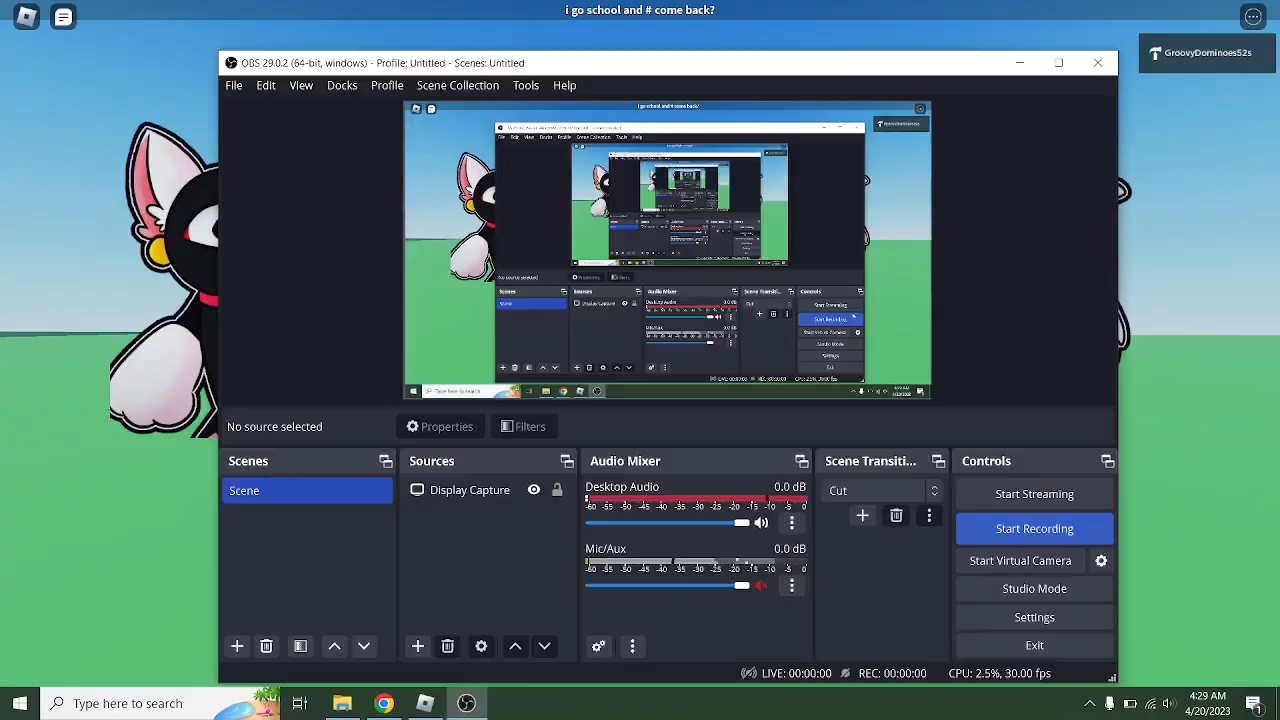 i go school and # come back?
GroovyDominoes52s
OBS 29.0.2 (64-bit, windows) - Profile: Untitled - Scenes: Untitled
File Edit View Docks Profile Scene Collection Tools Help
No source selected
Properties
Filters
Scenes
Sources
Audio Mixer
Scene Transiti...
Controls
Scene
Display Capture
Desktop Audio 0.0 dB
-60 -55 -50 -45 -40 -35 -30 -25 -20 -15 -10 -5 0
Mic/Aux 0.0 dB
-60 -55 -50 -45 -40 -35 -30 -25 -20 -15 -10 -5 0
Cut
Start Streaming
Start Recording
Start Virtual Camera
Studio Mode
Settings
Exit
LIVE: 00:00:00
REC: 00:00:00
CPU: 2.5%, 30.00 fps
Type here to search
4:29 AM
4/20/2023